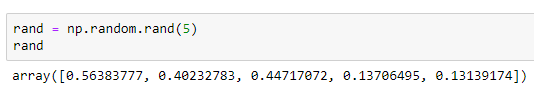 rand = np.random.rand(5)
rand
array([0.56383777, 0.40232783, 0.44717072, 0.13706495, 0.13139174])